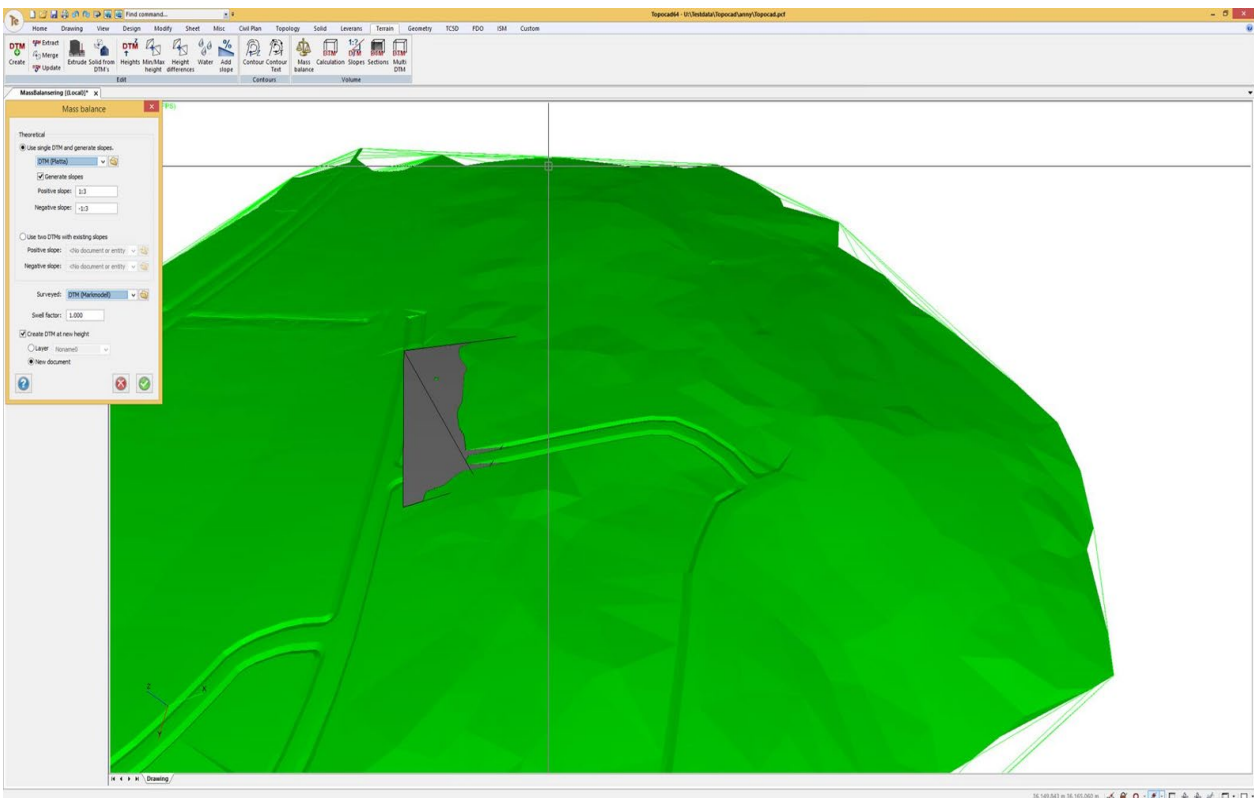 Find command...
Topocad64 - U:\Testdata\Topocad\anny\Topocad.pcf
Home Drawing View Design Modify Sheet Misc Civil Plan Topology Solid Leverans Terrain Geometry TCSD FDO ISM Custom
DTM
Create
Extract
Merge
Update
Extrude
Solid from DTM's
Heights
Min/Max height
Height differences
Water
Add slope
Edit
Contour
Contour Text
Contours
Mass balance
Calculation
Slopes
Sections
Multi DTM
Volume
MassBalansering [(Local)]* x
Mass balance
Theoretical
Use single DTM and generate slopes.
DTM (Platta)
Generate slopes
Positive slope: 1:3
Negative slope: -1:3
Use two DTMs with existing slopes
Positive slope: <No document or entity
Negative slope: <No document or entity
Surveyed: DTM (Markmodell)
Swell factor: 1.000
Create DTM at new height
Layer Noname0
New document
Z
X
Y
Drawing